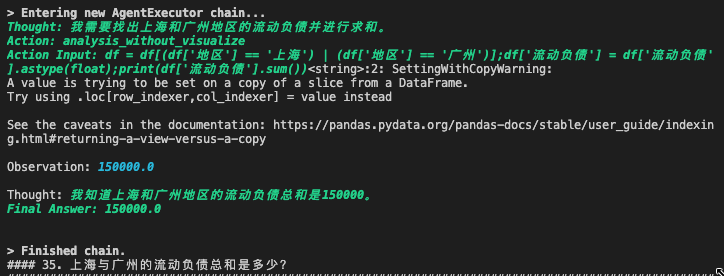 > Entering new AgentExecutor chain...
Thought: 我需要找出上海和广州地区的流动负债并进行求和。
Action: analysis_without_visualize
Action Input: df = df[(df['地区'] == '上海') | (df['地区'] == '广州')];df['流动负债'] = df['流动负债'
].astype(float);print(df['流动负债'].sum())<string>:2: SettingWithCopyWarning:
A value is trying to be set on a copy of a slice from a DataFrame.
Try using .loc[row_indexer,col_indexer] = value instead
See the caveats in the documentation: https://pandas.pydata.org/pandas-docs/stable/user_guide/indexin
g.html#returning-a-view-versus-a-copy
Observation: 150000.0
Thought: 我知道上海和广州地区的流动负债总和是150000。
Final Answer: 150000.0
> Finished chain.
#### 35. 上海与广州的流动负债总和是多少?